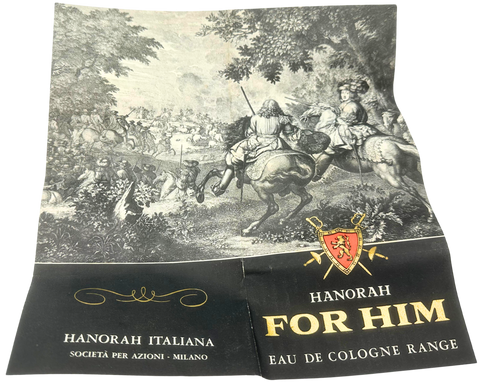 HANORAH ITALIANA
SOCIETÀ PER AZIONI - MILANO
HANORAH
FOR HIM
EAU DE COLOGNE RANGE